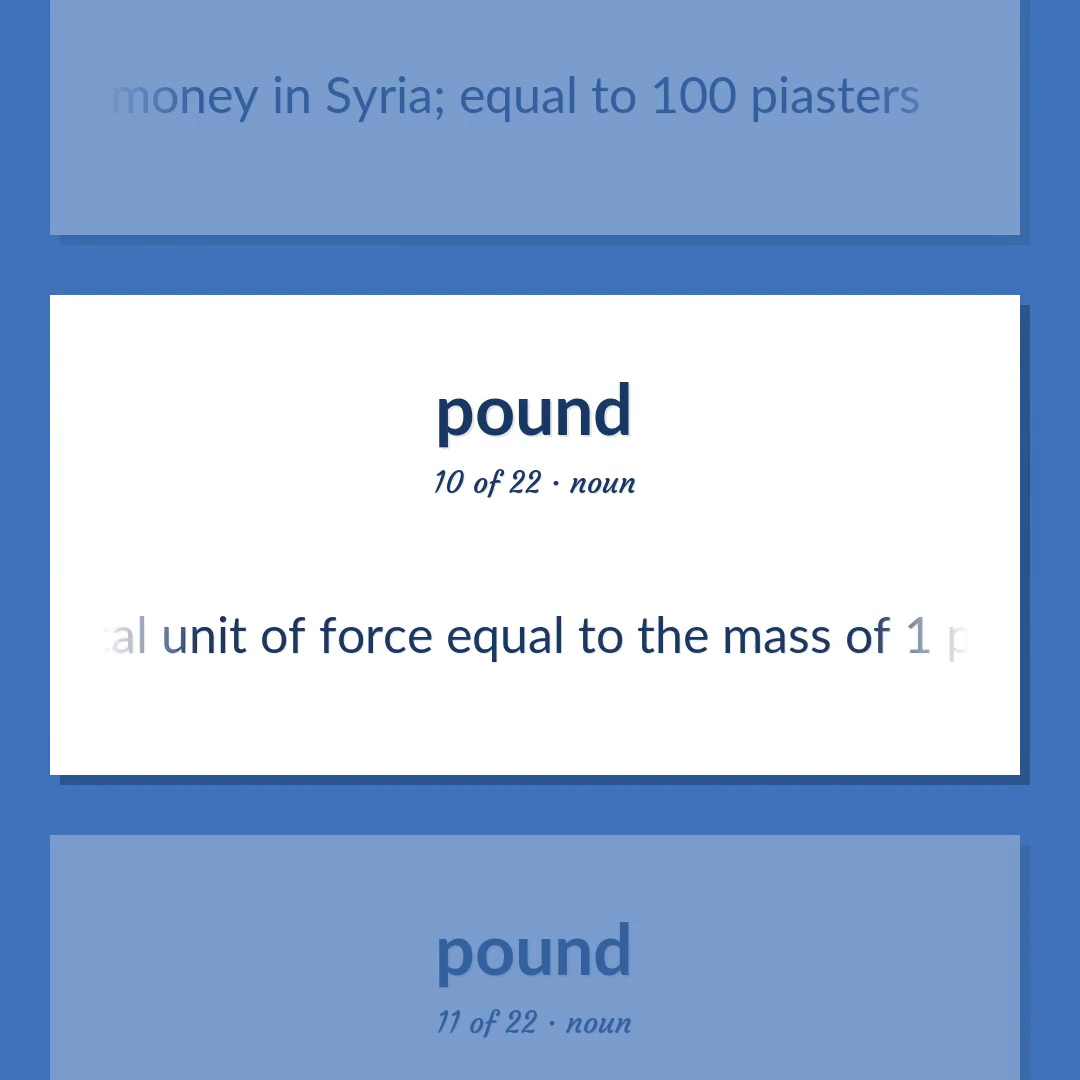 money in Syria; equal to 100 piasters
pound
10 of 22 · noun
unit of force equal to the mass of 1
pound
11 of 22 · noun